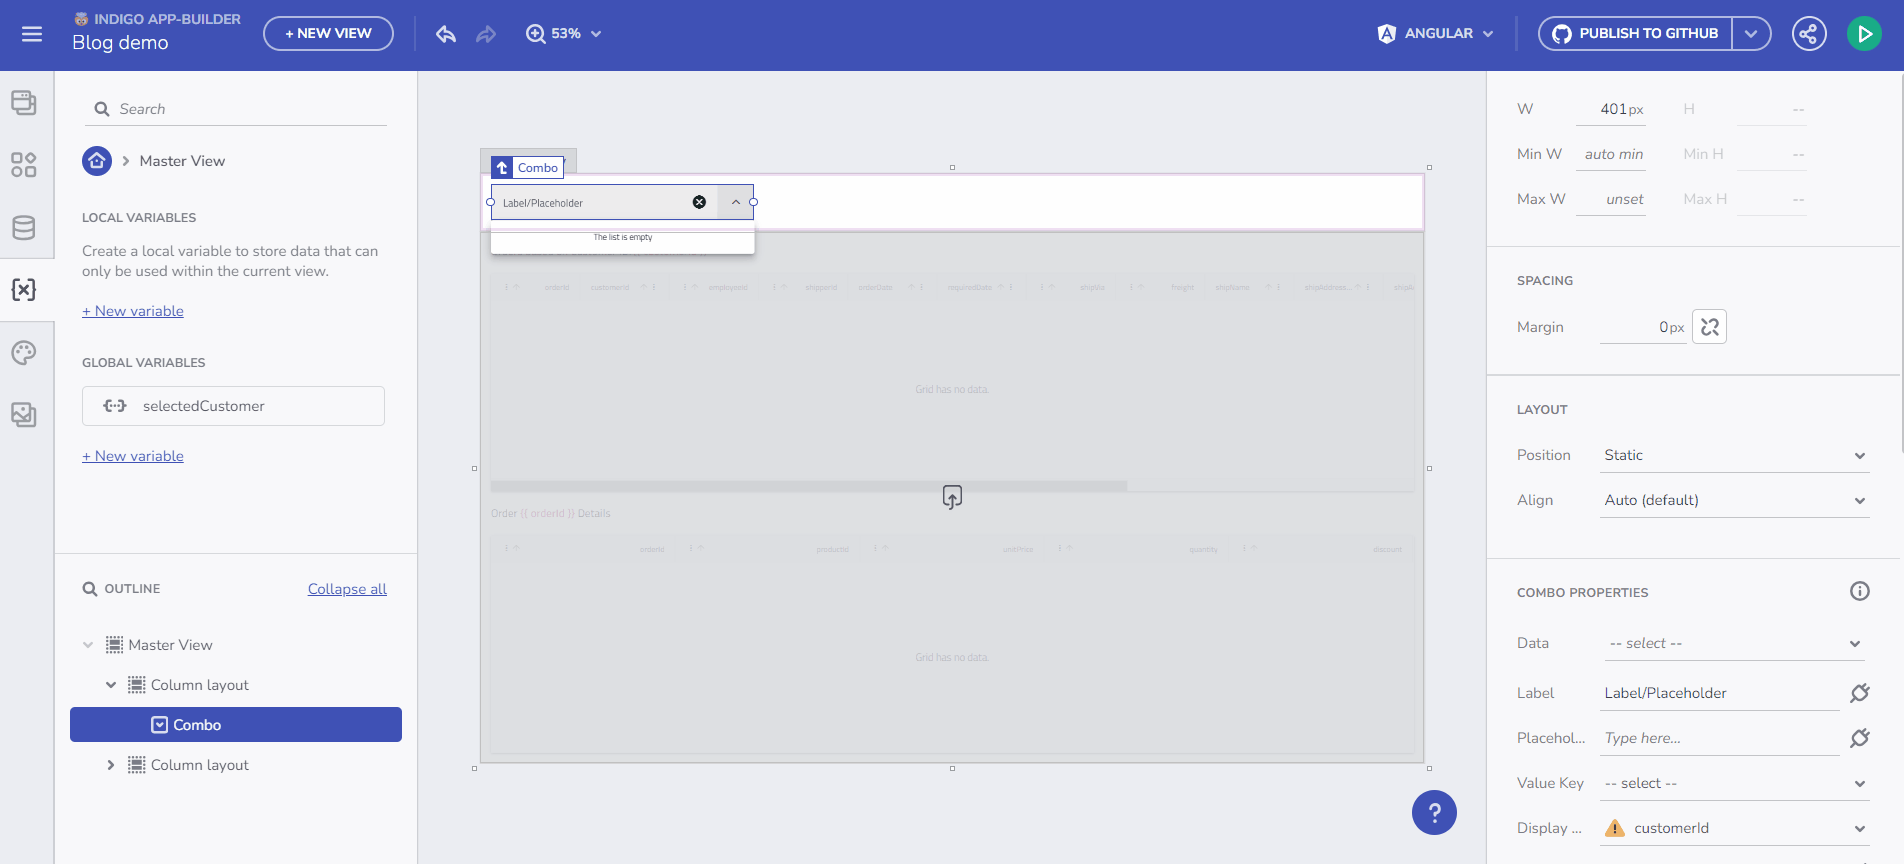 INDIGO APP-BUILDER
Blog demo
+ NEW VIEW
53%
ANGULAR
PUBLISH TO GITHUB
Search
Master View
LOCAL VARIABLES
Create a local variable to store data that can
only be used within the current view.
+ New variable
GLOBAL VARIABLES
selectedCustomer
+ New variable
OUTLINE
Collapse all
Master View
Column layout
Combo
Column layout
Combo
Label/Placeholder
The list is empty
orderId customerId employeeId shipperId orderDate requiredDate shipVia freight shipName shipAddress...
Grid has no data.
Order {{ orderId }} Details
orderId productId unitPrice quantity discount
Grid has no data.
?
W 401px H --
Min W auto min Min H --
Max W unset Max H --
SPACING
Margin 0px
LAYOUT
Position Static
Align Auto (default)
COMBO PROPERTIES
Data -- select --
Label Label/Placeholder
Placehol... Type here...
Value Key -- select --
Display ... customerId